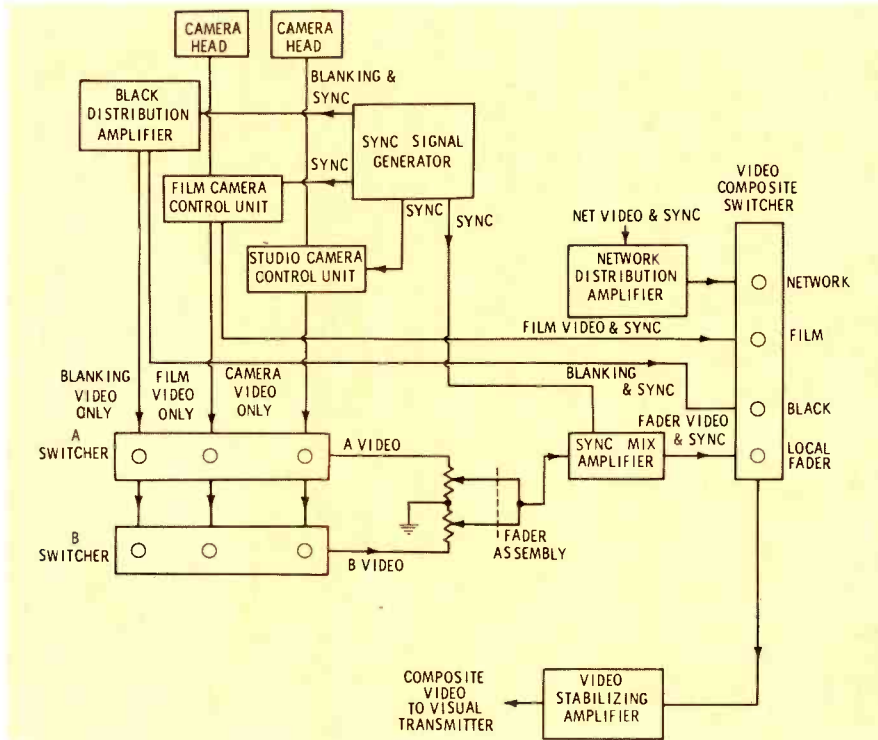 CAMERA
HEAD
CAMERA
HEAD
BLANKING &
SYNC
BLACK
DISTRIBUTION
AMPLIFIER
SYNC SIGNAL
GENERATOR
SYNC
FILM CAMERA
CONTROL UNIT
SYNC
SYNC
STUDIO CAMERA
CONTROL UNIT
VIDEO
COMPOSITE
SWITCHER
NET VIDEO & SYNC
NETWORK
DISTRIBUTION
AMPLIFIER
NETWORK
FILM VIDEO & SYNC
FILM
BLANKING
& SYNC
BLACK
BLANKING
VIDEO
ONLY
FILM
VIDEO
ONLY
CAMERA
VIDEO
ONLY
FADER VIDEO
& SYNC
A
SWITCHER
A VIDEO
SYNC MIX
AMPLIFIER
LOCAL
FADER
B
SWITCHER
B VIDEO
FADER
ASSEMBLY
COMPOSITE
VIDEO
TO VISUAL
TRANSMITTER
VIDEO
STABILIZING
AMPLIFIER